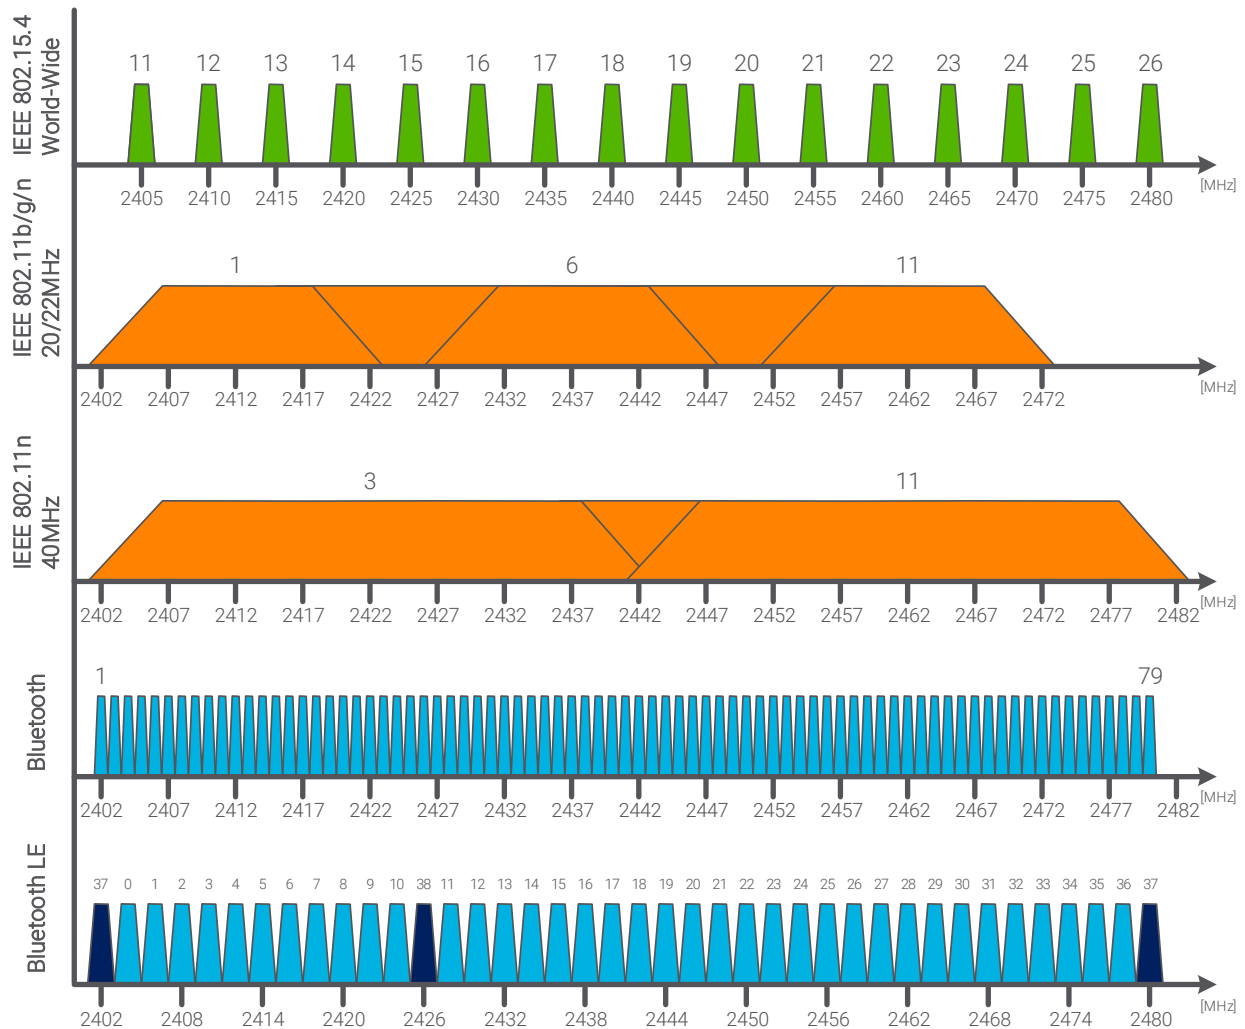 IEEE 802.15.4
World-Wide
11 12 13 14 15 16 17 18 19 20 21 22 23 24 25 26
2405 2410 2415 2420 2425 2430 2435 2440 2445 2450 2455 2460 2465 2470 2475 2480 [MHz]
IEEE 802.11b/g/n
20/22MHz
1 6 11
2402 2407 2412 2417 2422 2427 2432 2437 2442 2447 2452 2457 2462 2467 2472 [MHz]
IEEE 802.11n
40MHz
3 11
2402 2407 2412 2417 2422 2427 2432 2437 2442 2447 2452 2457 2462 2467 2472 2477 2482 [MHz]
Bluetooth
1 79
2402 2407 2412 2417 2422 2427 2432 2437 2442 2447 2452 2457 2462 2467 2472 2477 2482 [MHz]
Bluetooth LE
37 0 1 2 3 4 5 6 7 8 9 10 38 11 12 13 14 15 16 17 18 19 20 21 22 23 24 25 26 27 28 29 30 31 32 33 34 35 36 37
2402 2408 2414 2420 2426 2432 2438 2444 2450 2456 2462 2468 2474 2480 [MHz]